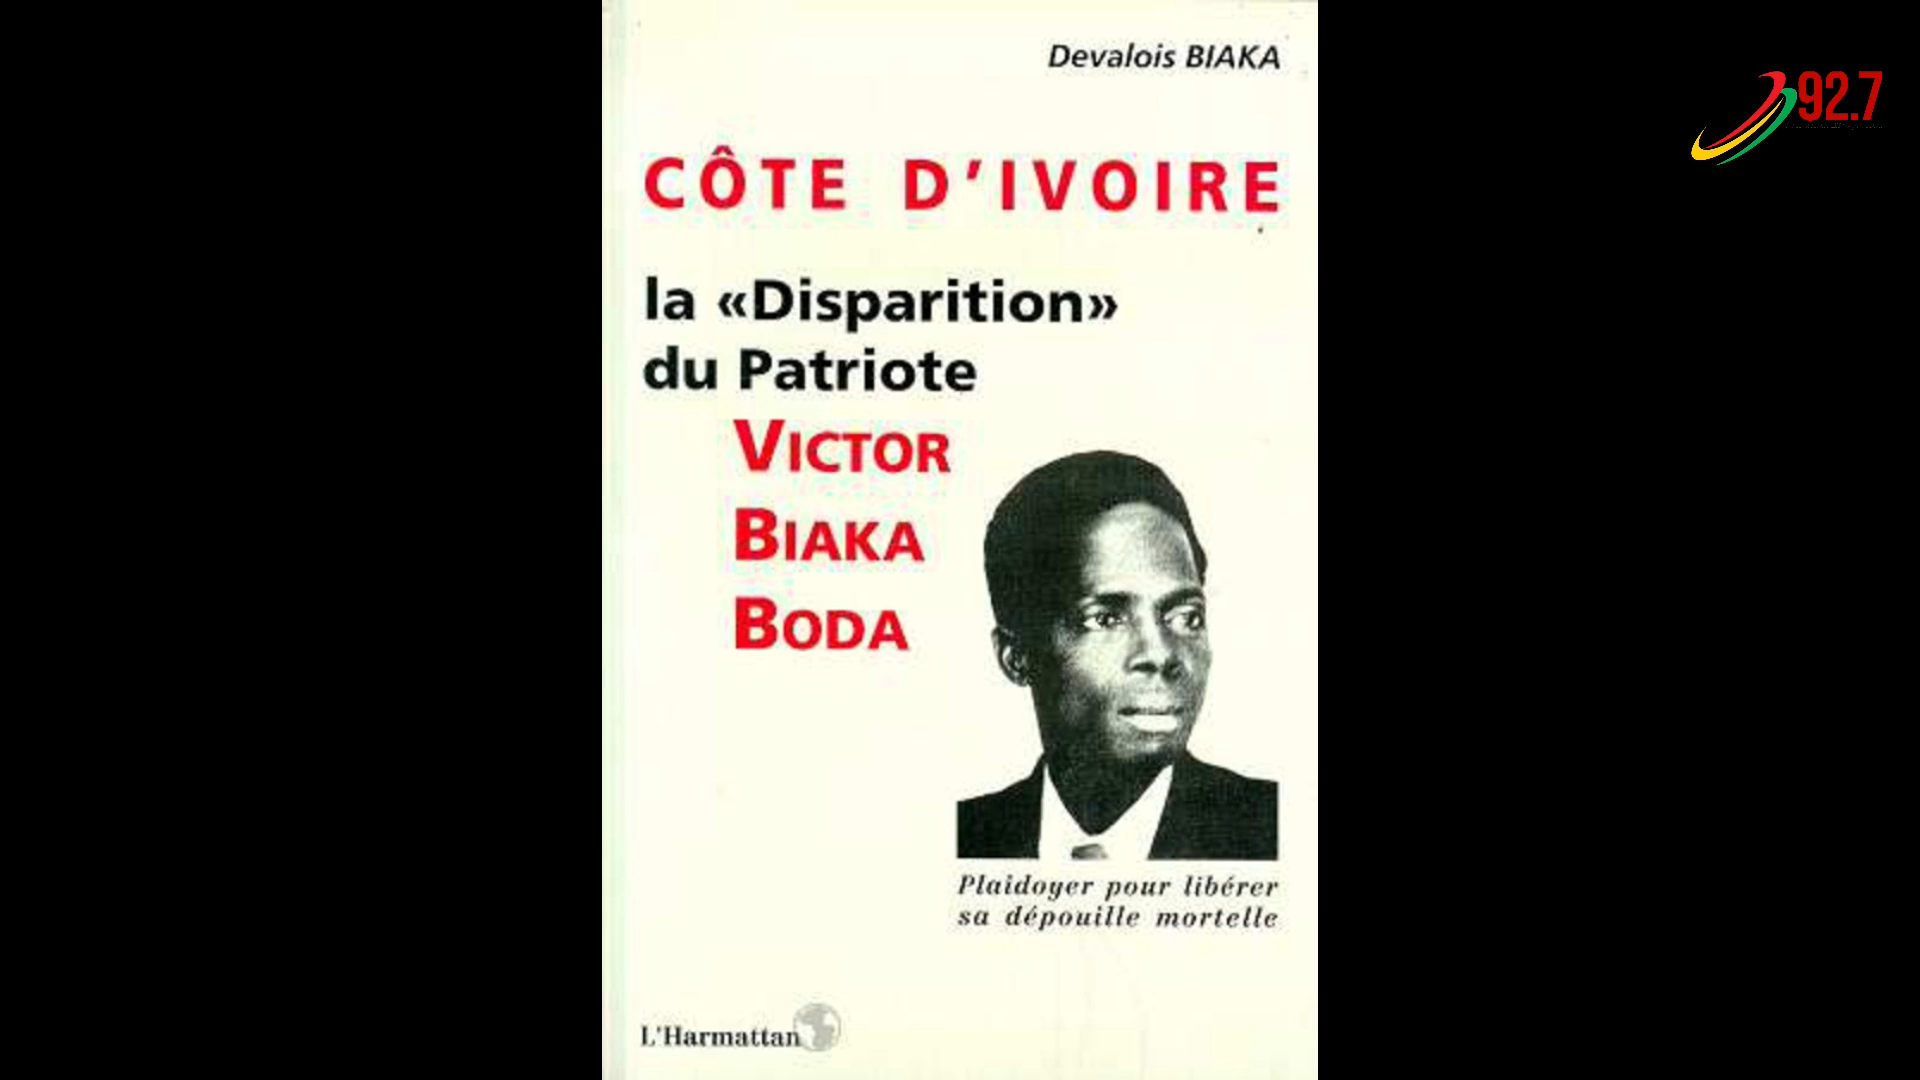 Devalois BIAKA
92.7
CÔTE D'IVOIRE
la «Disparition»
du Patriote
VICTOR
BIAKA
BODA
Plaidoyer pour libérer
sa dépouille mortelle
L'Harmattan